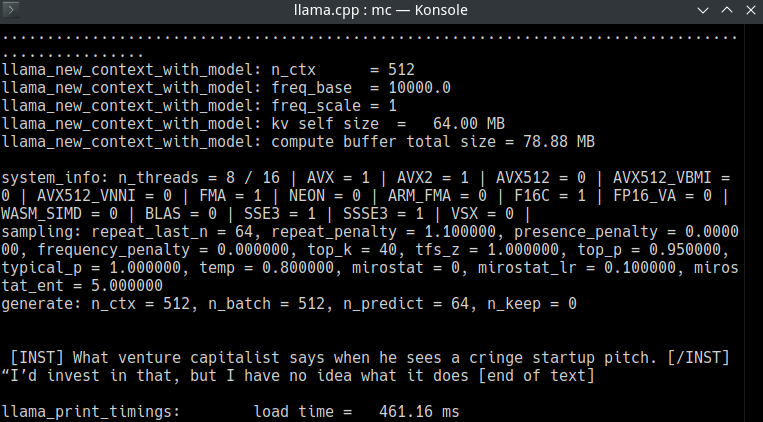 llama.cpp : mc — Konsole
...................................................................................
................
llama_new_context_with_model: n_ctx      = 512
llama_new_context_with_model: freq_base  = 10000.0
llama_new_context_with_model: freq_scale = 1
llama_new_context_with_model: kv self size  =   64.00 MB
llama_new_context_with_model: compute buffer total size = 78.88 MB
system_info: n_threads = 8 / 16 | AVX = 1 | AVX2 = 1 | AVX512 = 0 | AVX512_VBMI =
0 | AVX512_VNNI = 0 | FMA = 1 | NEON = 0 | ARM_FMA = 0 | F16C = 1 | FP16_VA = 0 |
WASM_SIMD = 0 | BLAS = 0 | SSE3 = 1 | SSSE3 = 1 | VSX = 0 |
sampling: repeat_last_n = 64, repeat_penalty = 1.100000, presence_penalty = 0.0000
00, frequency_penalty = 0.000000, top_k = 40, tfs_z = 1.000000, top_p = 0.950000,
typical_p = 1.000000, temp = 0.800000, mirostat = 0, mirostat_lr = 0.100000, miros
tat_ent = 5.000000
generate: n_ctx = 512, n_batch = 512, n_predict = 64, n_keep = 0
[INST] What venture capitalist says when he sees a cringe startup pitch. [/INST]
“I’d invest in that, but I have no idea what it does [end of text]
llama_print_timings:        load time =   461.16 ms